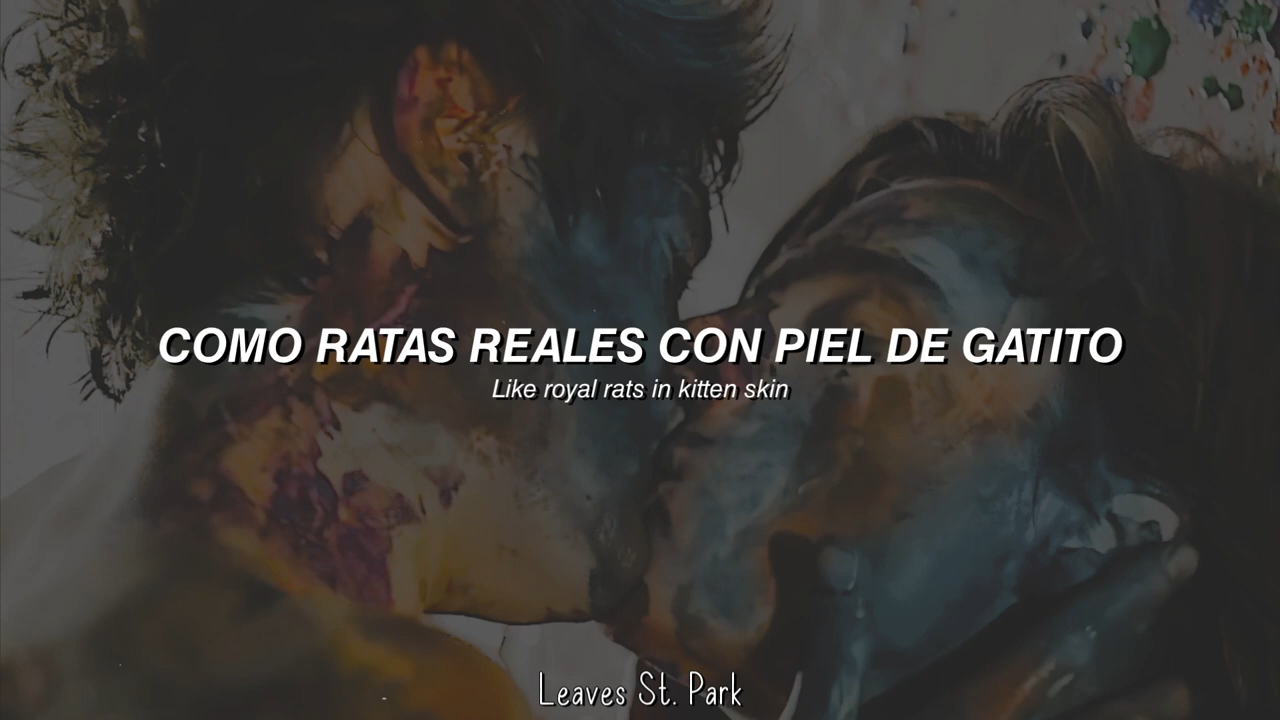 COMO RATAS REALES CON PIEL DE GATITO
Like royal rats in kitten skin
Leaves St. Park